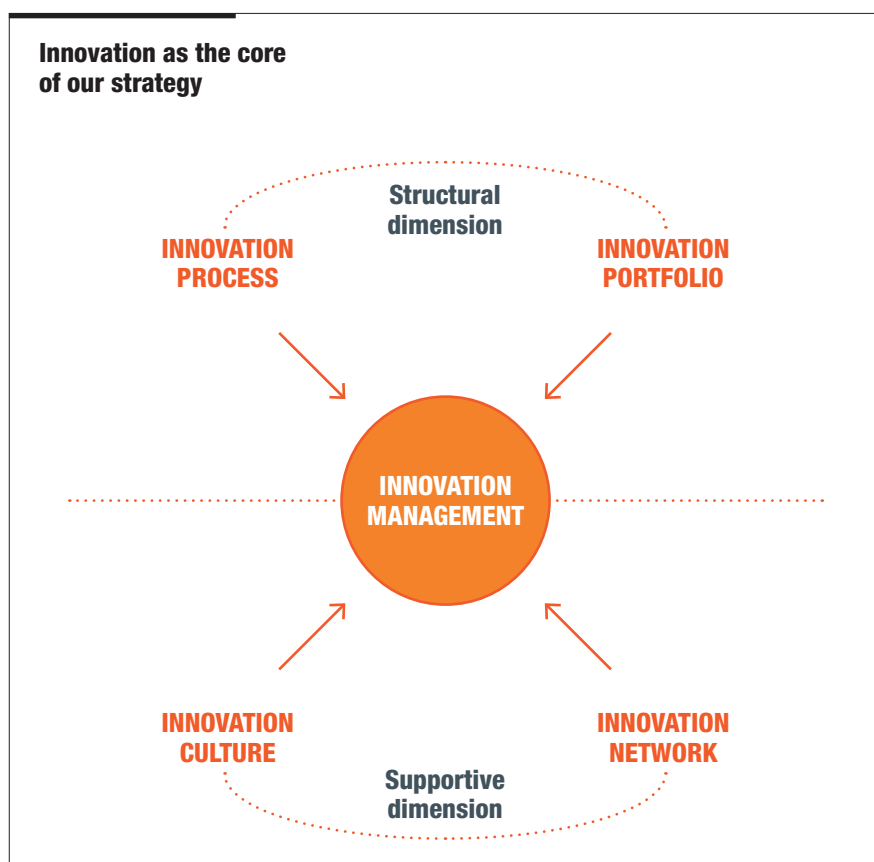 Innovation as the core
of our strategy
Structural
dimension
INNOVATION
PROCESS
INNOVATION
PORTFOLIO
INNOVATION
MANAGEMENT
INNOVATION
CULTURE
INNOVATION
NETWORK
Supportive
dimension